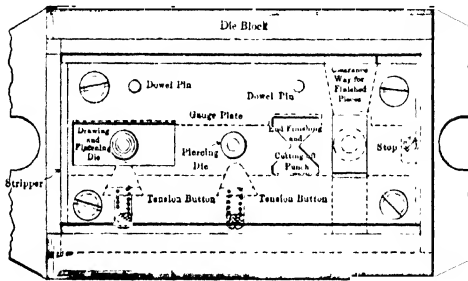 Die Block
Clearance
Way for
Finished
Pieces
Dowel Pin
Dowel Pin
Gauge Plate
Drawing
and
Piercing
Die
Piercing
Die
End Finishing
and
Cutting off
Punch
Stop
Stripper
Tension Button
Tension Button